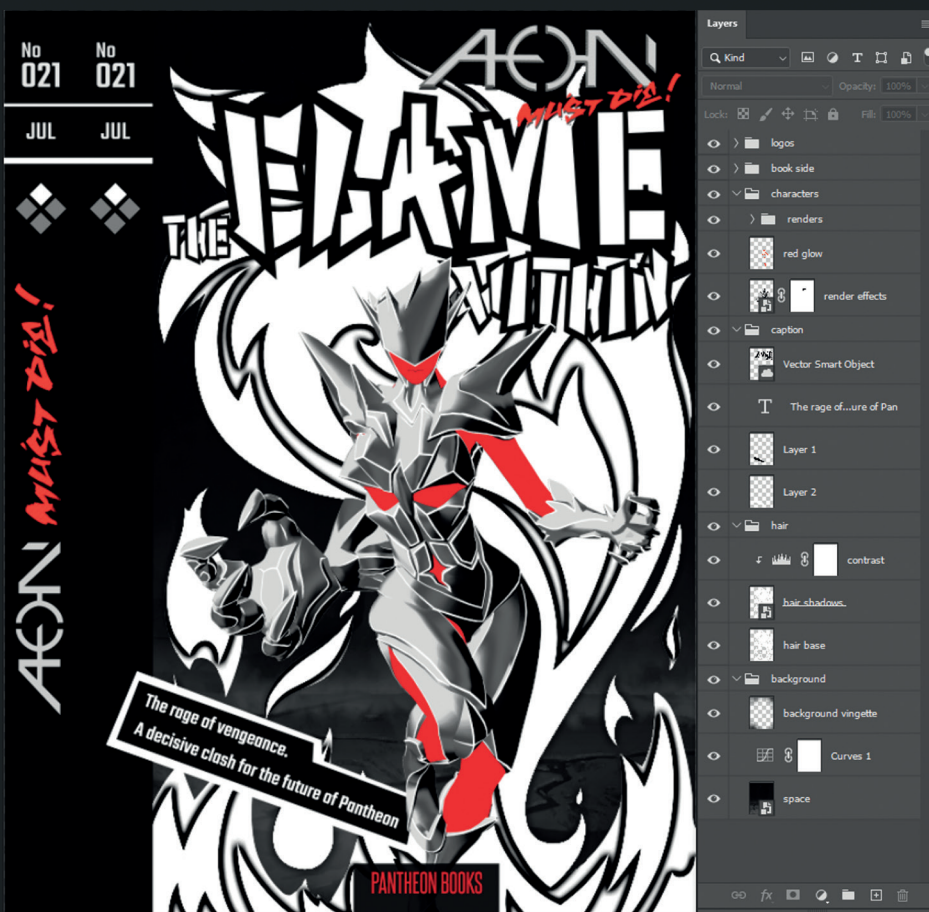 No
021
No
021
JUL
JUL
AEON MUST DIE!
AEON
MUST DIE!
THE
FLAME
WITHIN
The rage of vengeance.
A decisive clash for the future of Pantheon
PANTHEON BOOKS
Layers
Kind
Normal
Opacity: 100%
Lock:
Fill: 100%
logos
book side
characters
renders
red glow
render effects
caption
Vector Smart Object
The rage of...ure of Pan
Layer 1
Layer 2
hair
contrast
hair shadows
hair base
background
background vingette
Curves 1
space